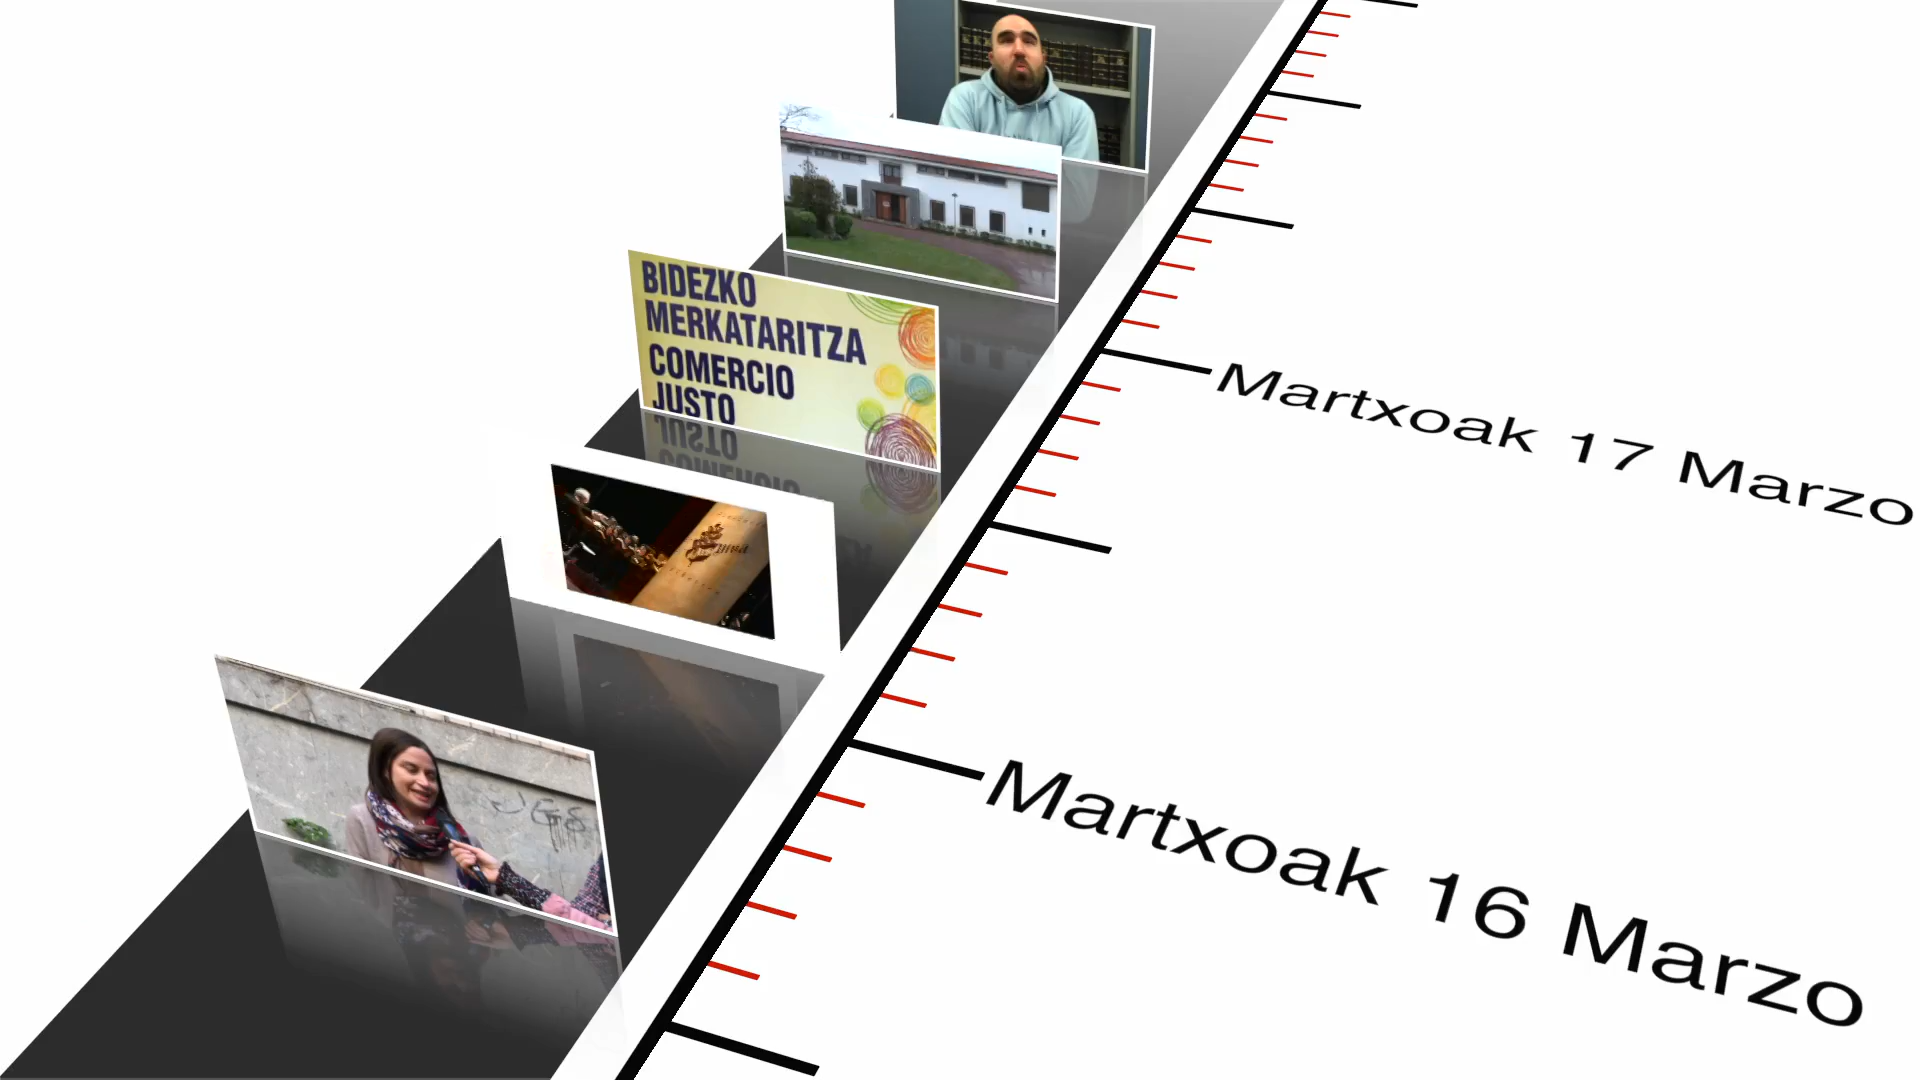 BIDEZKO
MERKATARITZA
COMERCIO
JUSTO
Martxoak 17 Marzo
Martxoak 16 Marzo